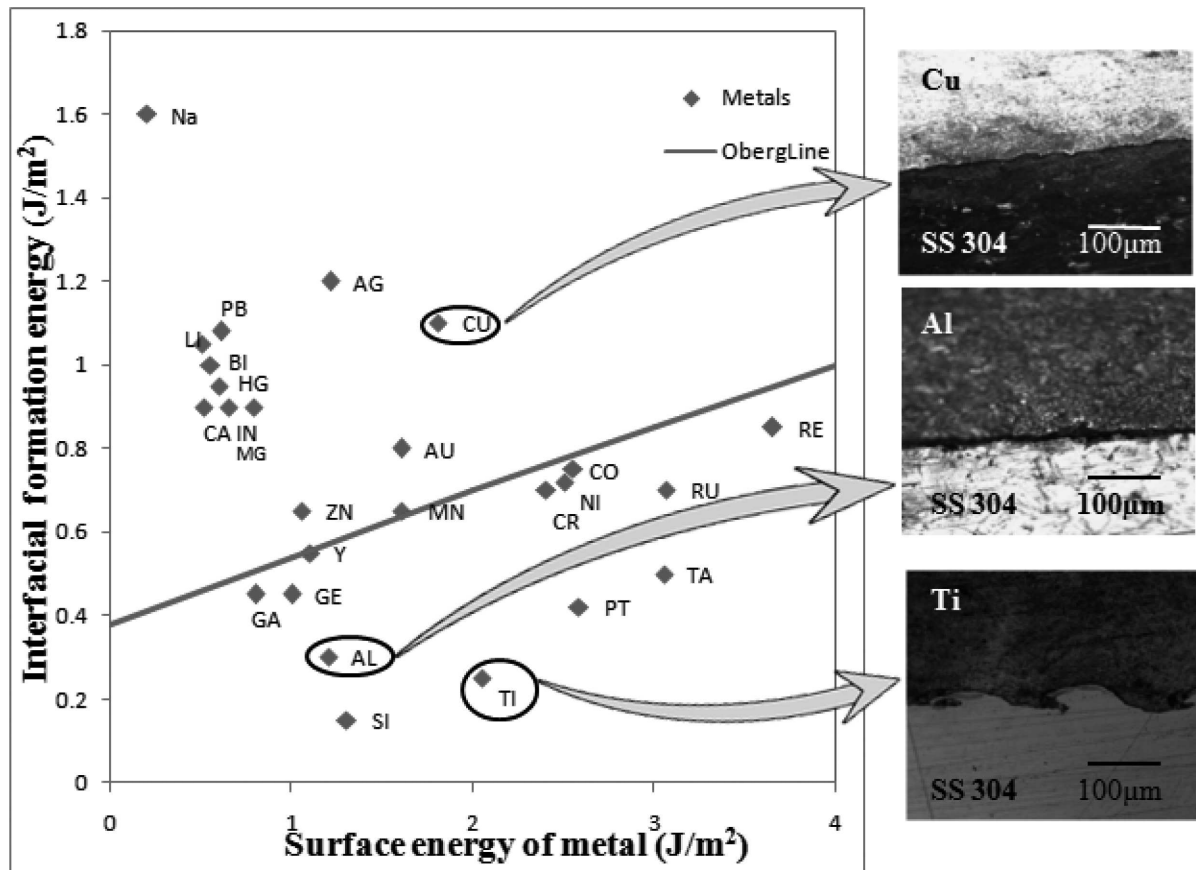 Interfacial formation energy (J/m²)
1.8
1.6
1.4
1.2
1
0.8
0.6
0.4
0.2
0
0
1
2
3
4
Surface energy of metal (J/m²)
Metals
ObergLine
Na
AG
PB
LI
BI
HG
CA IN
MG
CU
AU
ZN
MN
Y
GA
GE
AL
SI
TI
CO
NI
CR
RE
RU
TA
PT
Cu
SS 304
100μm
Al
SS 304
100μm
Ti
SS 304
100μm